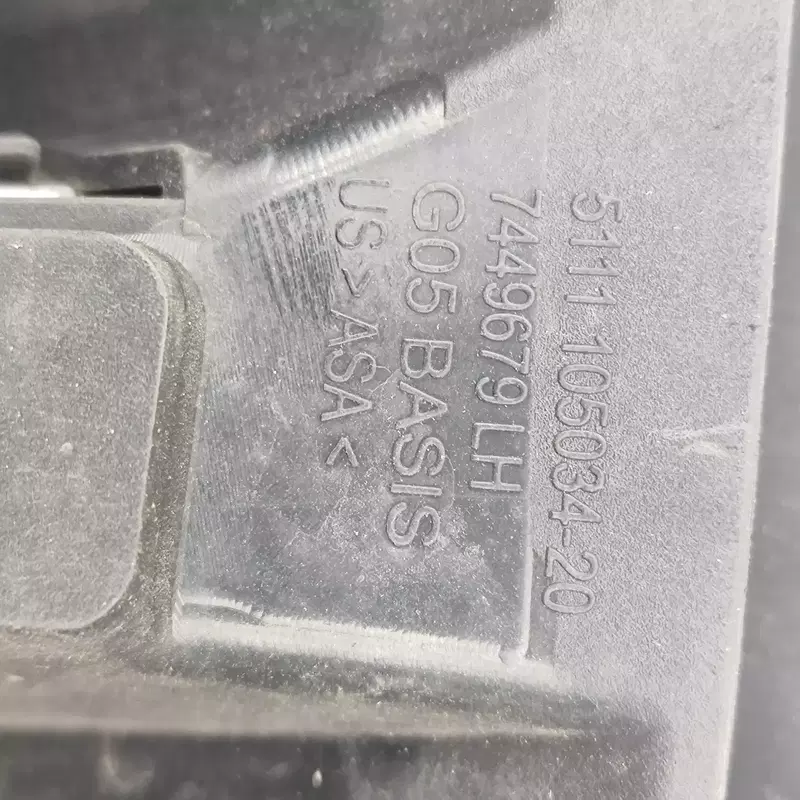 5111 105034-20
7449679 LH
G05 BASIS
US >ASA<